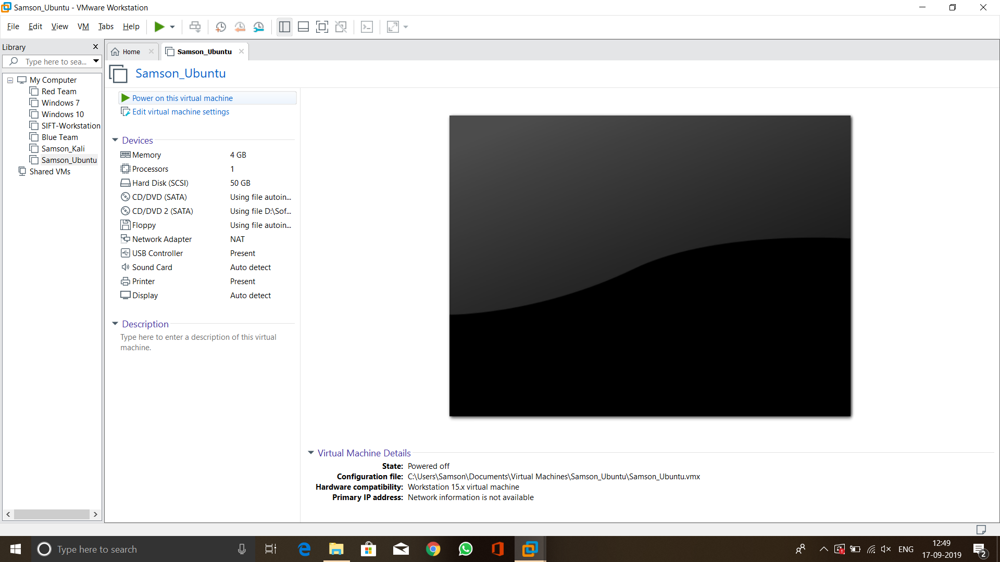 Samson_Ubuntu - VMware Workstation
File Edit View VM Tabs Help
Library
Type here to sea...
My Computer
Red Team
Windows 7
Windows 10
SIFT-Workstation
Blue Team
Samson_Kali
Samson_Ubuntu
Shared VMs
Home
Samson_Ubuntu
Samson_Ubuntu
Power on this virtual machine
Edit virtual machine settings
Devices
Memory 4 GB
Processors 1
Hard Disk (SCSI) 50 GB
CD/DVD (SATA) Using file autoin...
CD/DVD 2 (SATA) Using file D:\Sof...
Floppy Using file autoin...
Network Adapter NAT
USB Controller Present
Sound Card Auto detect
Printer Present
Display Auto detect
Description
Type here to enter a description of this virtual
machine.
Virtual Machine Details
State: Powered off
Configuration file: C:\Users\Samson\Documents\Virtual Machines\Samson_Ubuntu\Samson_Ubuntu.vmx
Hardware compatibility: Workstation 15.x virtual machine
Primary IP address: Network information is not available
Type here to search
ENG
12:49
17-09-2019
2